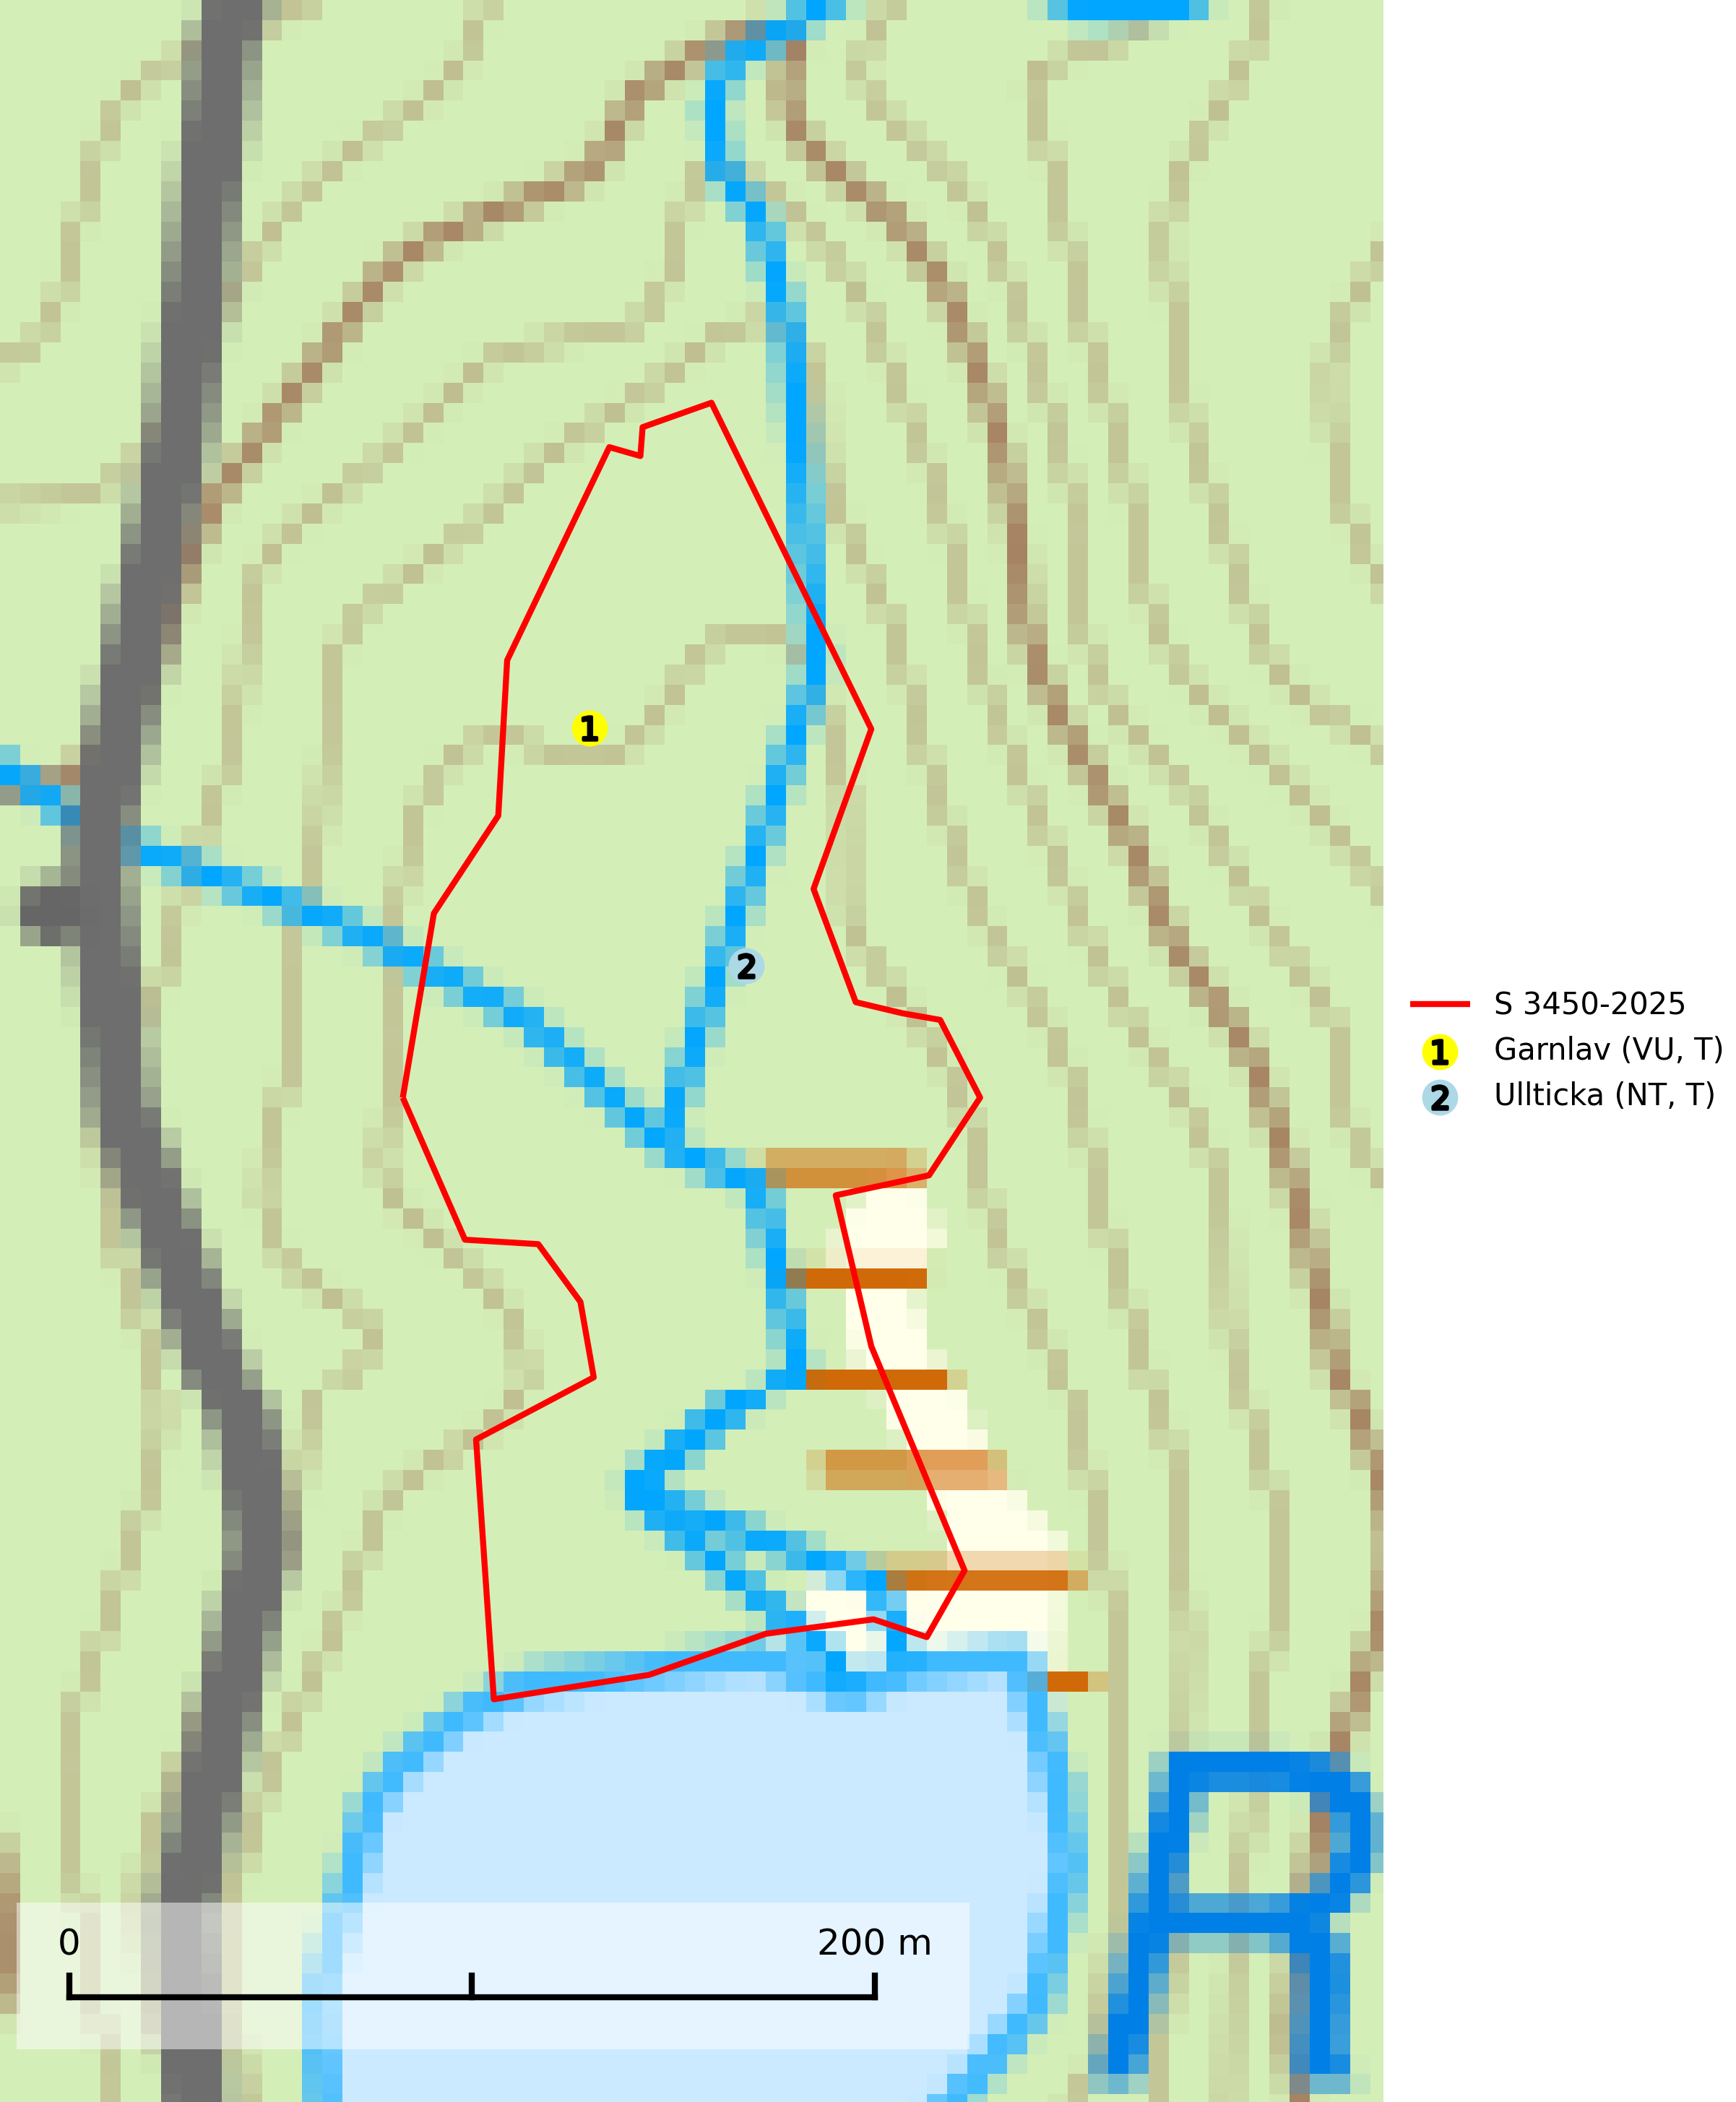 1
2
S 3450-2025
1 Garnlav (VU, T)
2 Ullticka (NT, T)
R
0 200 m